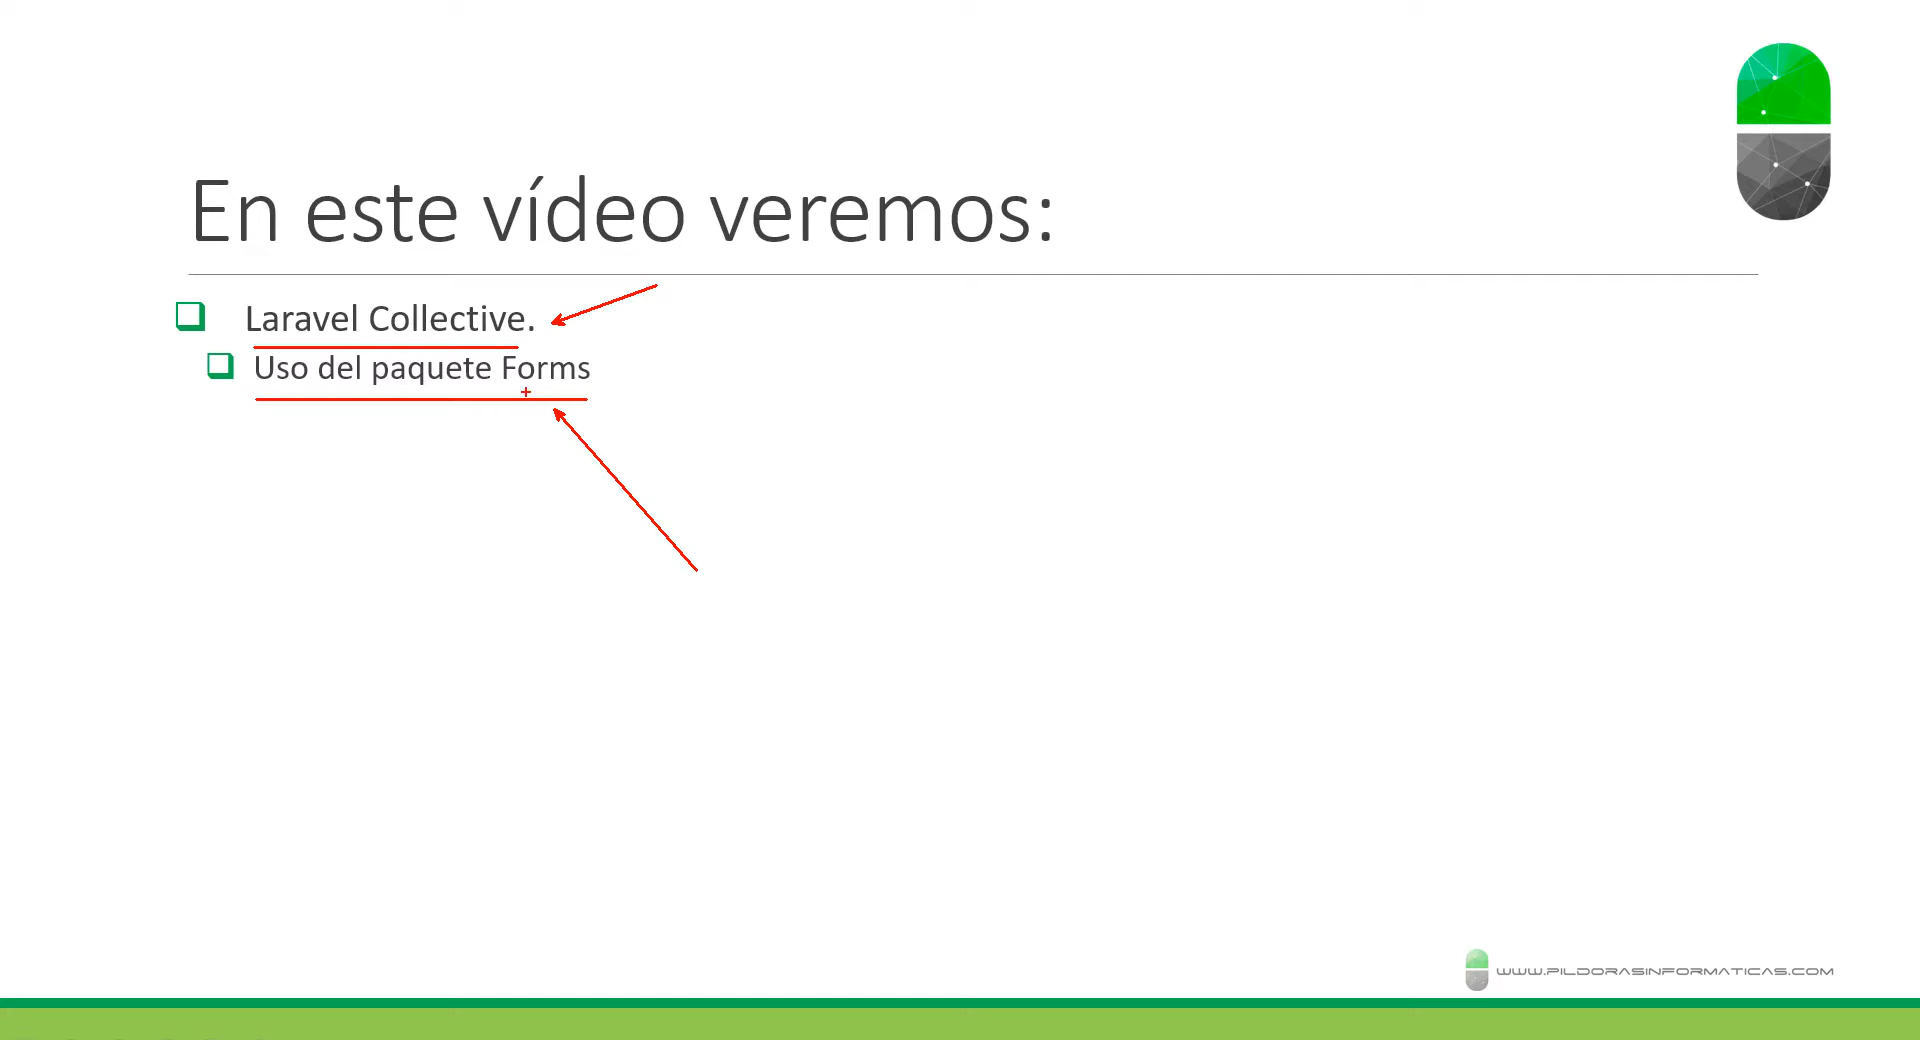 En este vídeo veremos:
Laravel Collective.
Uso del paquete Forms
WWW.PILDORASINFORMATICAS.COM